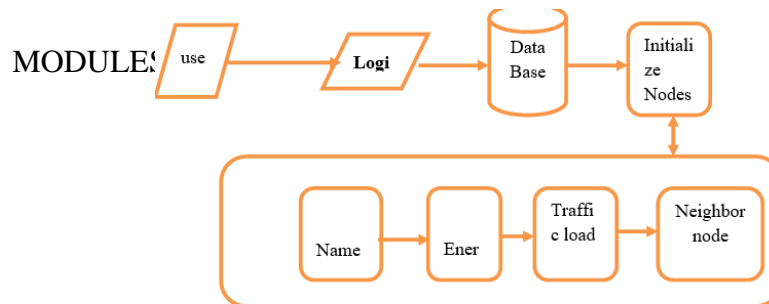 MODULES
use
Logi
Data
Base
Initiali
ze
Nodes
Name
Ener
Traffi
c load
Neighbor
node